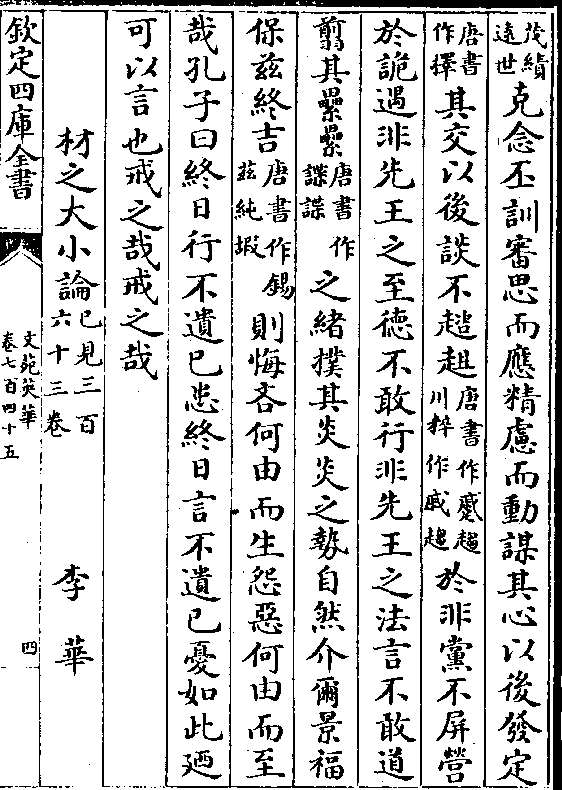 茂績遠世克念丕訓審思而應精慮而動謀其心以後發定
唐書作擇其交以後談不趑趄唐書作蹙趨川粹作戚趨於非黨不屏營
於詭遇非先王之至德不敢行非先王之法言不敢道
翦其纍纍唐書作諜諜之緒撲其炎炎之勢自然介爾景福
保兹終吉唐書作錫兹純嘏則悔吝何由而生怨惡何由而至
哉孔子曰終日行不遺已患終日言不遺已憂如此廼
可以言也戒之哉戒之哉
材之大小論已見三百六十三卷 李華
欽定四庫全書
文苑英華
卷七百四十五
四